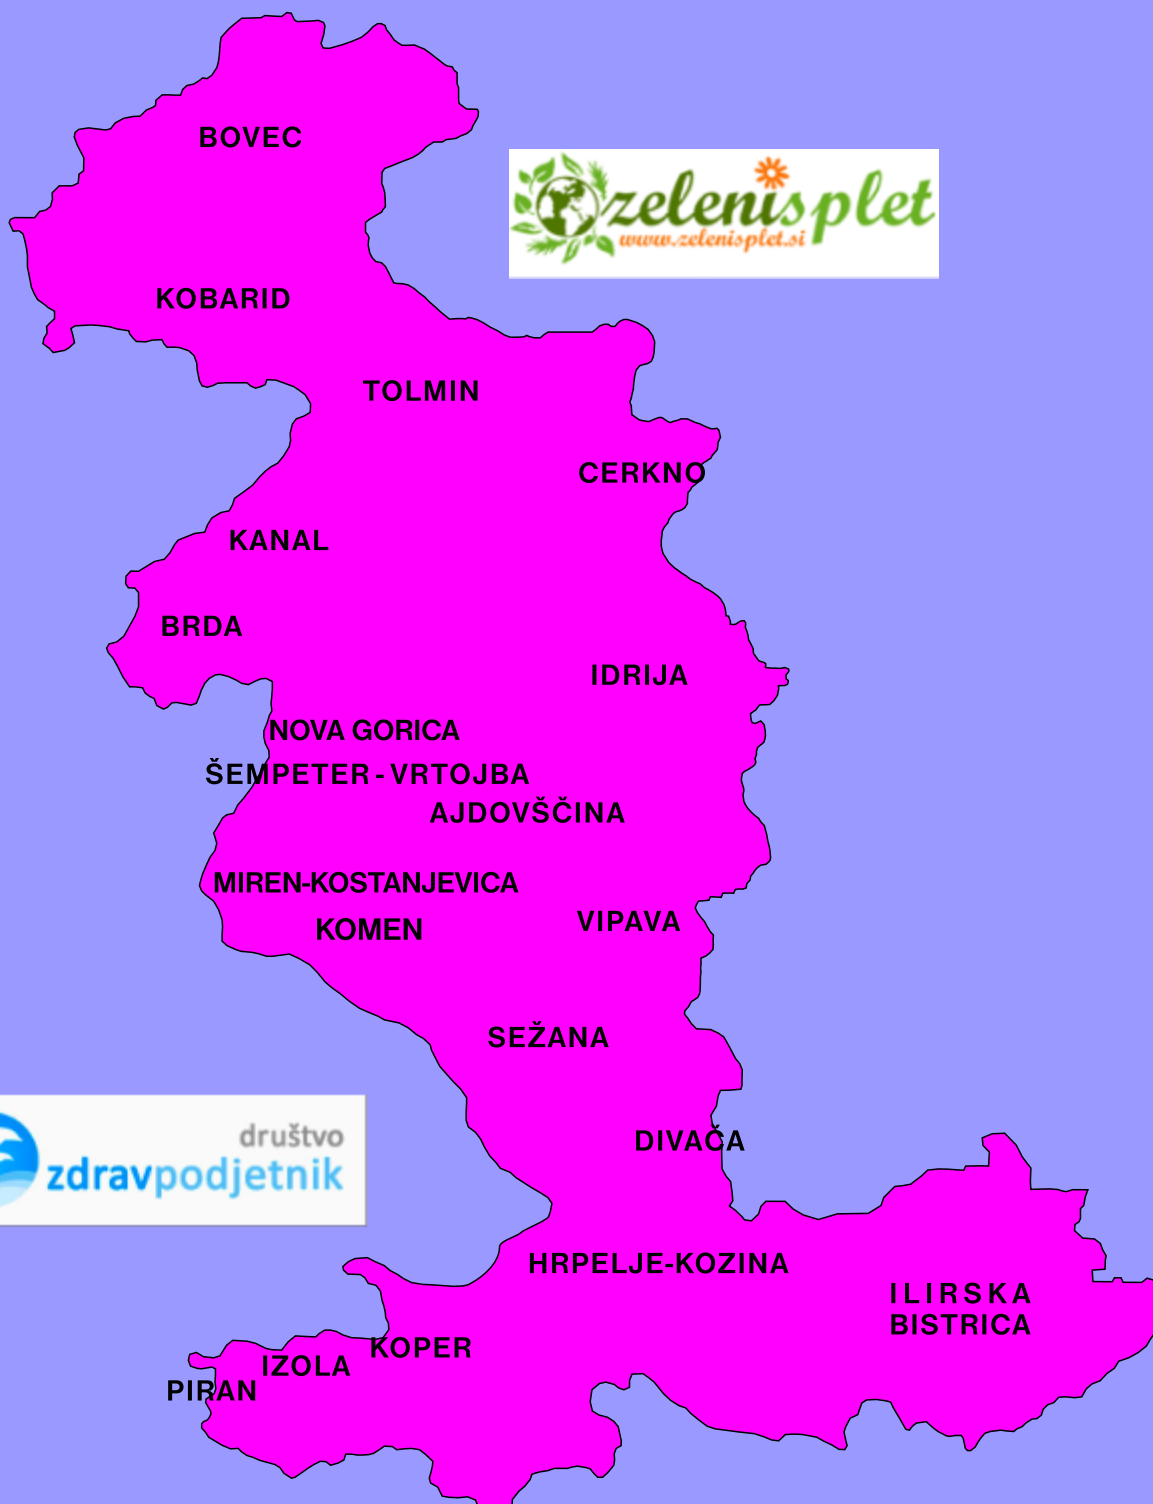 BOVEC
zelenisplet
www.zelenisplet.si
KOBARID
TOLMIN
CERKNO
KANAL
BRDA
IDRIJA
NOVA GORICA
ŠEMPETER-VRTOJBA
AJDOVŠČINA
MIREN-KOSTANJEVICA
VIPAVA
KOMEN
SEŽANA
društvo
zdravpodjetnik
DIVAČA
HRPELJE-KOZINA
ILIRSKA
BISTRICA
KOPER
IZOLA
PIRAN